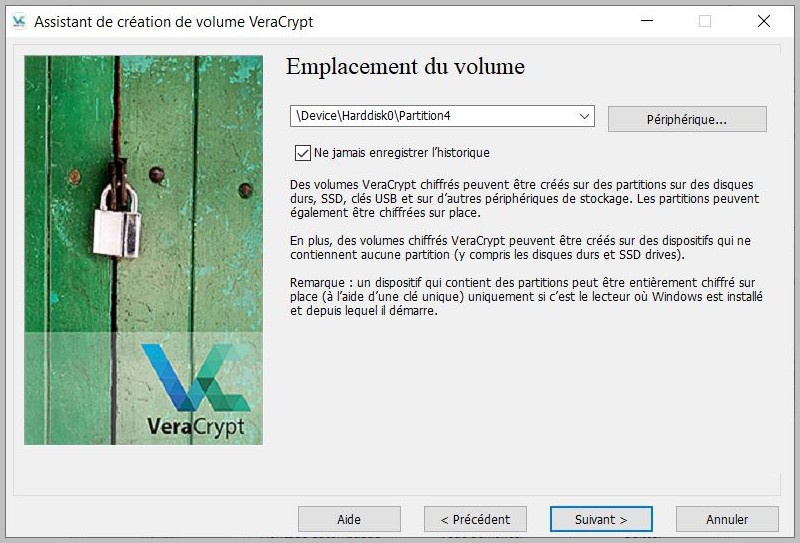 Assistant de création de volume VeraCrypt
Emplacement du volume
\Device\Harddisk0\Partition4
Périphérique...
Ne jamais enregistrer l’historique
Des volumes VeraCrypt chiffrés peuvent être créés sur des partitions sur des disques
durs, SSD, clés USB et sur d’autres périphériques de stockage. Les partitions peuvent
également être chiffrées sur place.
En plus, des volumes chiffrés VeraCrypt peuvent être créés sur des dispositifs qui ne
contiennent aucune partition (y compris les disques durs et SSD drives).
Remarque : un dispositif qui contient des partitions peut être entièrement chiffré sur
place (à l’aide d’une clé unique) uniquement si c’est le lecteur où Windows est installé
et depuis lequel il démarre.
VeraCrypt
Aide
< Précédent
Suivant >
Annuler